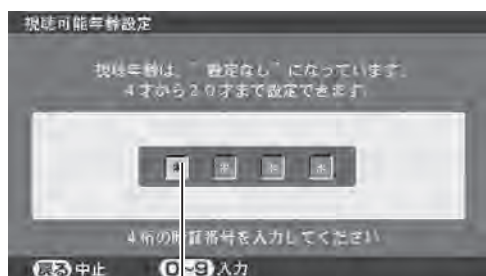 視聴可能年齢設定
視聴年齢は、"設定なし"になっています。
4才から20才まで設定できます。
* * * *
4桁の暗証番号を入力してください
戻る 中止 0~9 入力